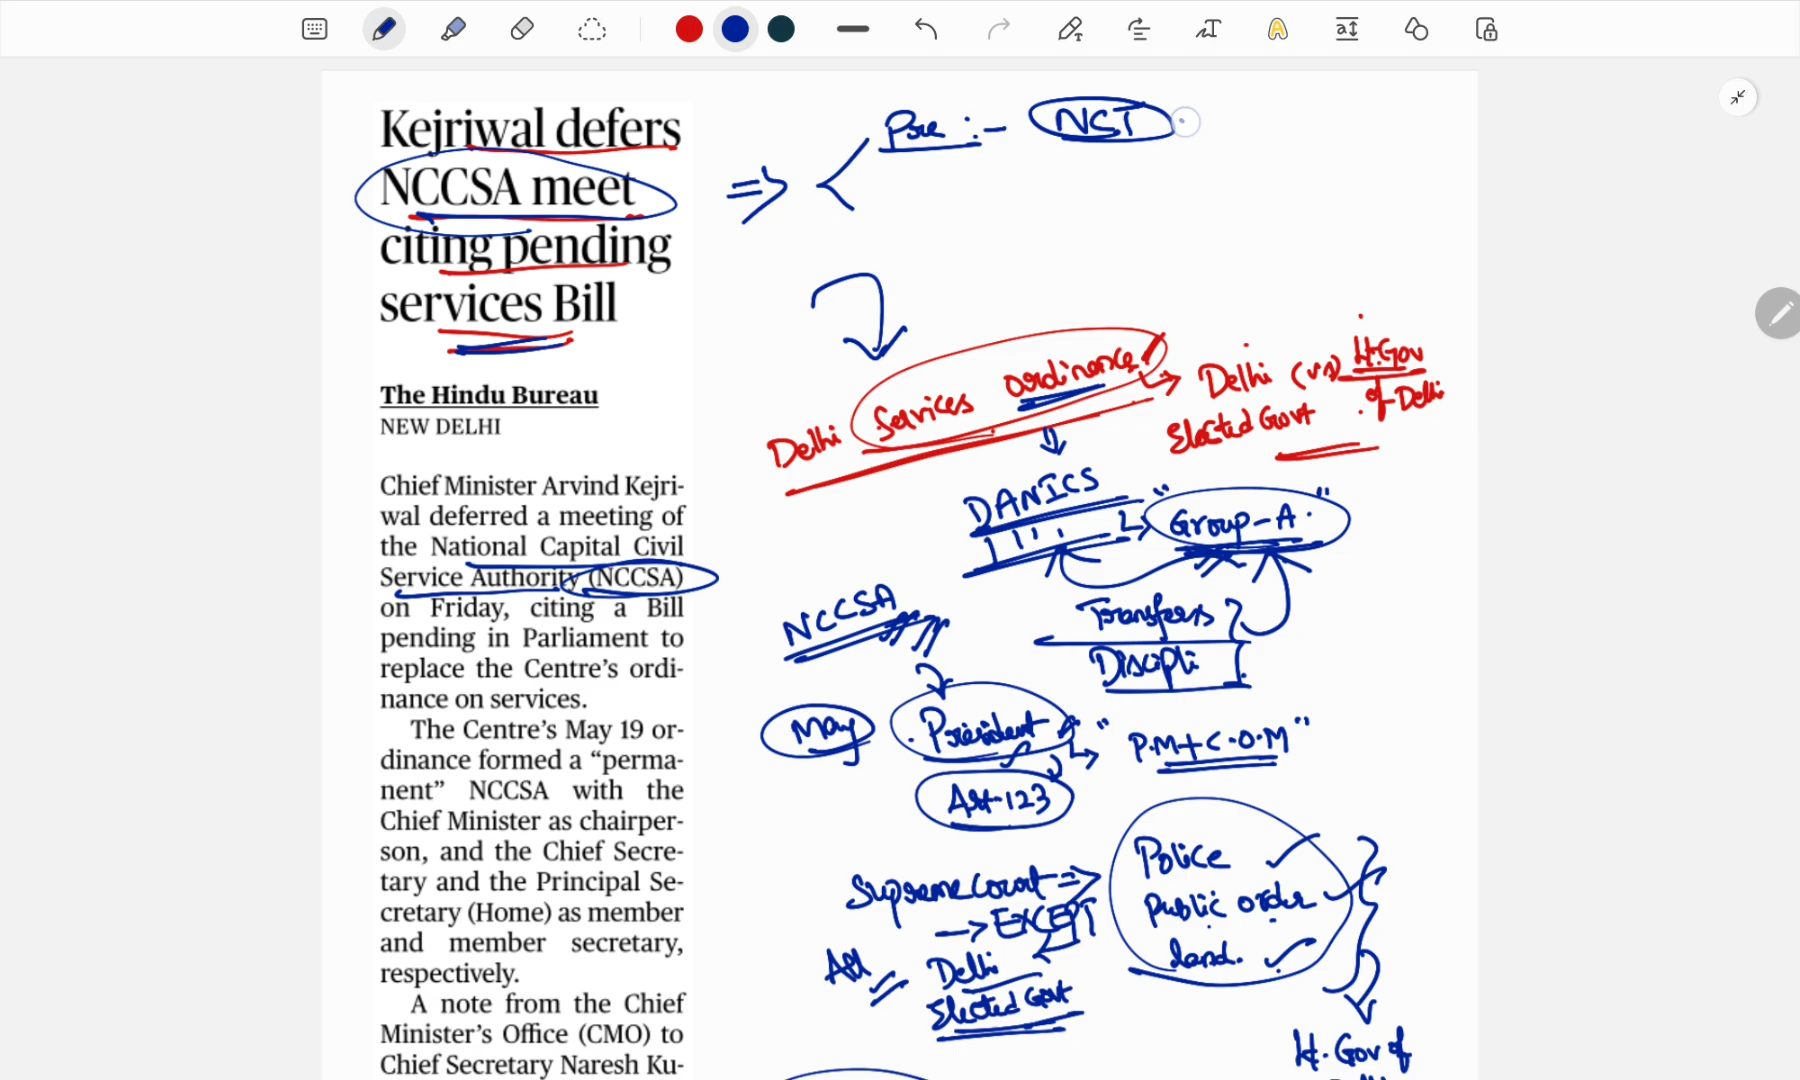 Kejriwal defers
NCCSA meet
citing pending
services Bill
The Hindu Bureau
NEW DELHI
Chief Minister Arvind Kejri-
wal deferred a meeting of
the National Capital Civil
Service Authority (NCCSA)
on Friday, citing a Bill
pending in Parliament to
replace the Centre's ordi-
nance on services.
The Centre's May 19 or-
dinance formed a “perma-
nent” NCCSA with the
Chief Minister as chairper-
son, and the Chief Secre-
tary and the Principal Se-
cretary (Home) as member
and member secretary,
respectively.
A note from the Chief
Minister's Office (CMO) to
Chief Secretary Naresh Ku-
=> Pre :- NCT
Delhi Services ordinance
Delhi (vs) Lt.Gov
Elected Govt of Delhi
DANICS "Group-A"
NCCSA
Transfers
Discipli
May President "P.M+C.O.M"
Art-123
Supreme Court =>
-> EXCEPT
Police
Public order
land.
All Delhi
Elected Govt
Lt. Gov of